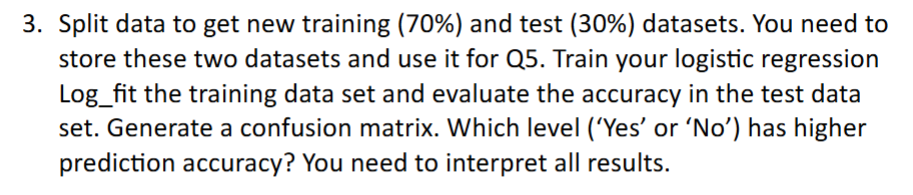 3. Split data to get new training (70%) and test (30%) datasets. You need to
store these two datasets and use it for Q5. Train your logistic regression
Log_fit the training data set and evaluate the accuracy in the test data
set. Generate a confusion matrix. Which level (‘Yes’ or ‘No’) has higher
prediction accuracy? You need to interpret all results.